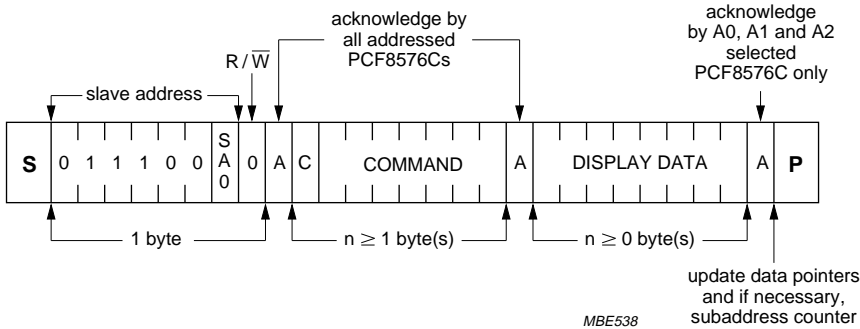 acknowledge by
all addressed
PCF8576Cs
acknowledge
by A0, A1 and A2
selected
PCF8576C only
R / W̅
slave address
S 0 1 1 1 0 0 SA0 0 A C COMMAND A DISPLAY DATA A P
1 byte
n ≥ 1 byte(s)
n ≥ 0 byte(s)
update data pointers
and if necessary,
subaddress counter
MBE538